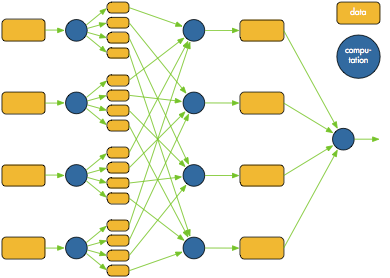 data
compu-
tation